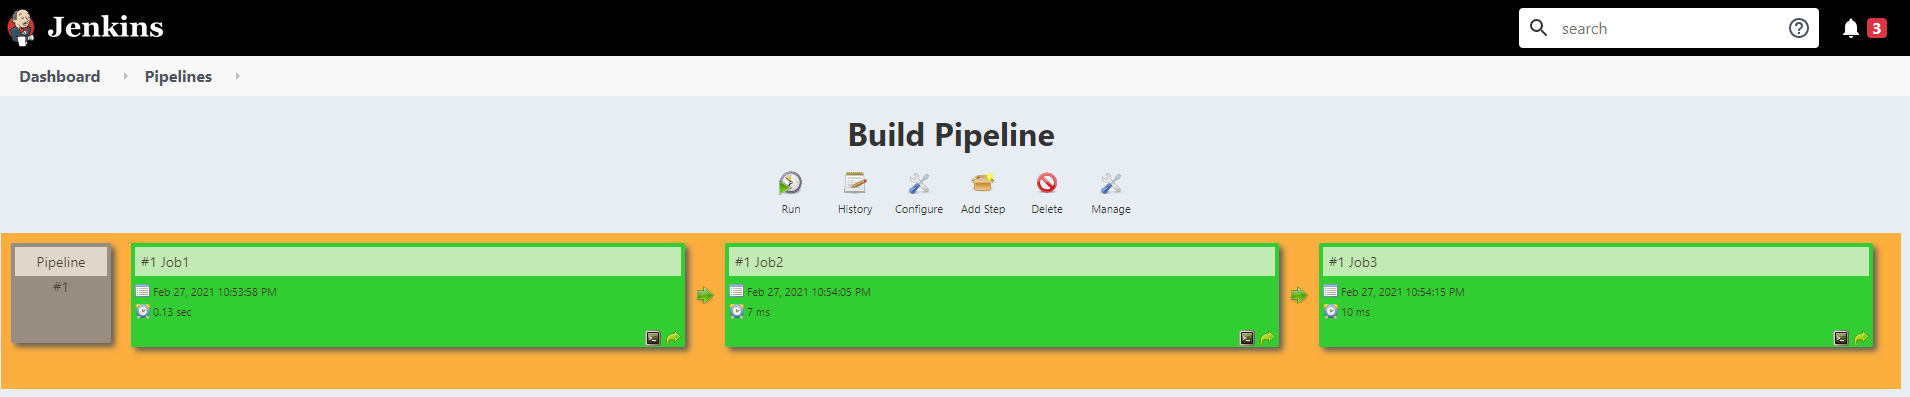 Jenkins
search
3
Dashboard
Pipelines
Build Pipeline
Run
History
Configure
Add Step
Delete
Manage
Pipeline
#1
#1 Job1
Feb 27, 2021 10:53:58 PM
0.13 sec
#1 Job2
Feb 27, 2021 10:54:05 PM
7 ms
#1 Job3
Feb 27, 2021 10:54:15 PM
10 ms